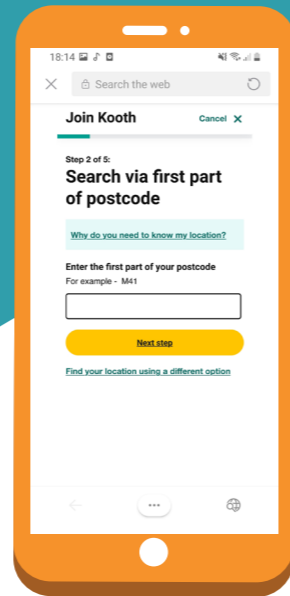 18:14
Search the web
Join Kooth
Cancel X
Step 2 of 5:
Search via first part
of postcode
Why do you need to know my location?
Enter the first part of your postcode
For example - M41
Next step
Find your location using a different option